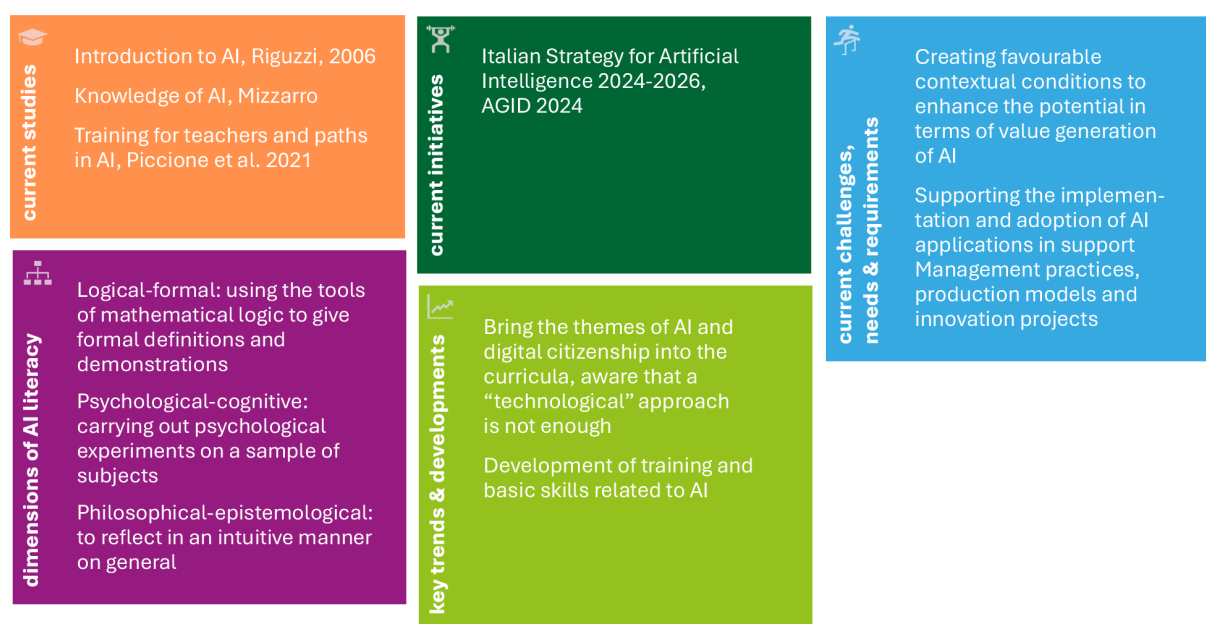 current studies
Introduction to AI, Riguzzi, 2006
Knowledge of AI, Mizzarro
Training for teachers and paths
in AI, Piccione et al. 2021
dimensions of AI literacy
Logical-formal: using the tools
of mathematical logic to give
formal definitions and
demonstrations
Psychological-cognitive:
carrying out psychological
experiments on a sample of
subjects
Philosophical-epistemological:
to reflect in an intuitive manner
on general
current initiatives
Italian Strategy for Artificial
Intelligence 2024-2026,
AGID 2024
key trends & developments
Bring the themes of AI and
digital citizenship into the
curricula, aware that a
“technological” approach
is not enough
Development of training and
basic skills related to AI
current challenges,
needs & requirements
Creating favourable
contextual conditions to
enhance the potential in
terms of value generation
of AI
Supporting the implemen-
tation and adoption of AI
applications in support
Management practices,
production models and
innovation projects